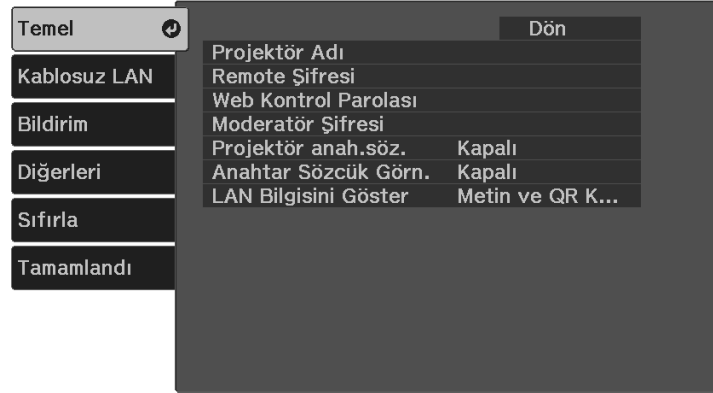 Temel
Kablosuz LAN
Bildirim
Diğerleri
Sıfırla
Tamamlandı
Dön
Projektör Adı
Remote Şifresi
Web Kontrol Parolası
Moderatör Şifresi
Projektör anah.söz. Kapalı
Anahtar Sözcük Görn. Kapalı
LAN Bilgisini Göster Metin ve QR K...